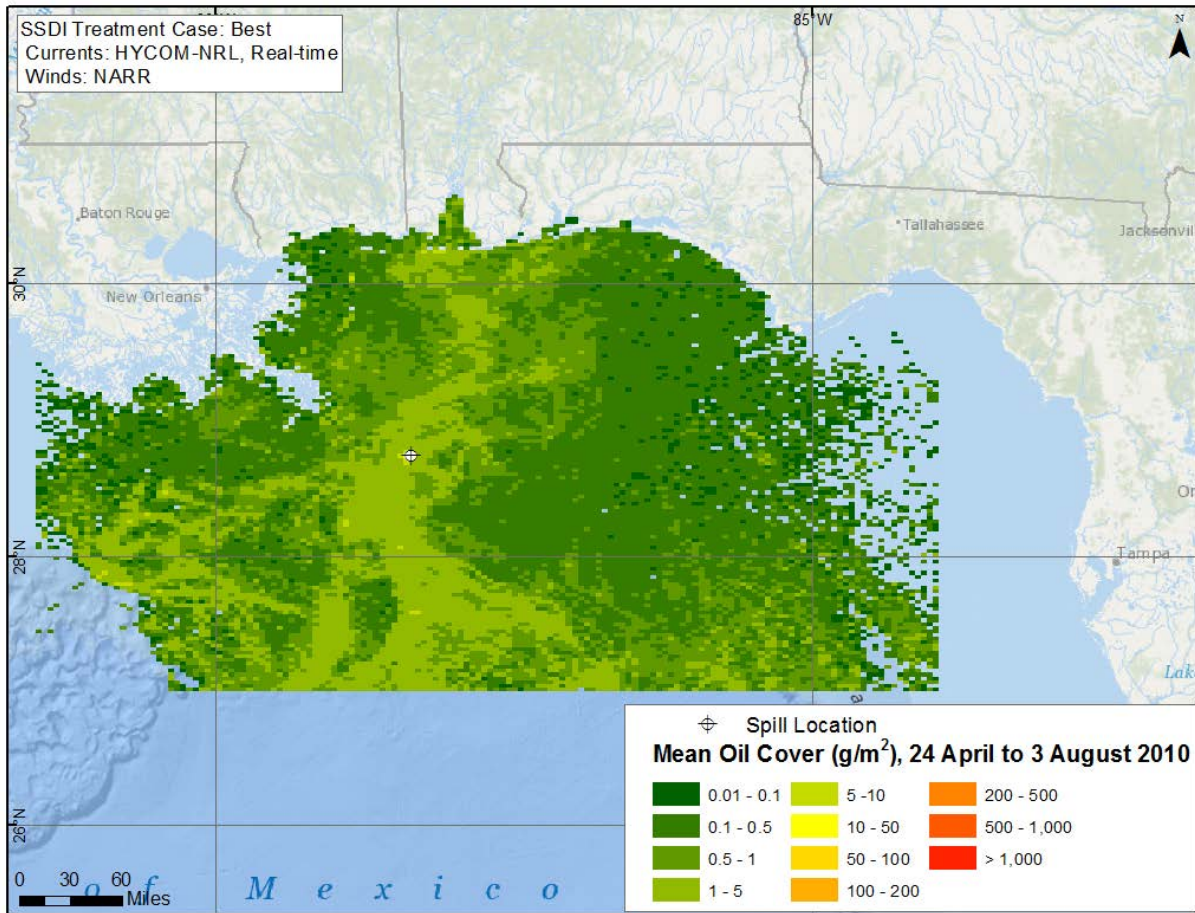 SSDI Treatment Case: Best
Currents: HYCOM-NRL, Real-time
Winds: NARR
85°W
N
Baton Rouge
Tallahassee
Jacksonvil
30°N
New Orleans
Or
28°N
Tampa
Lake
26°N
0 30 60
Miles
of Mexico
Spill Location
Mean Oil Cover (g/m²), 24 April to 3 August 2010
0.01 - 0.1
0.1 - 0.5
0.5 - 1
1 - 5
5 -10
10 - 50
50 - 100
100 - 200
200 - 500
500 - 1,000
> 1,000